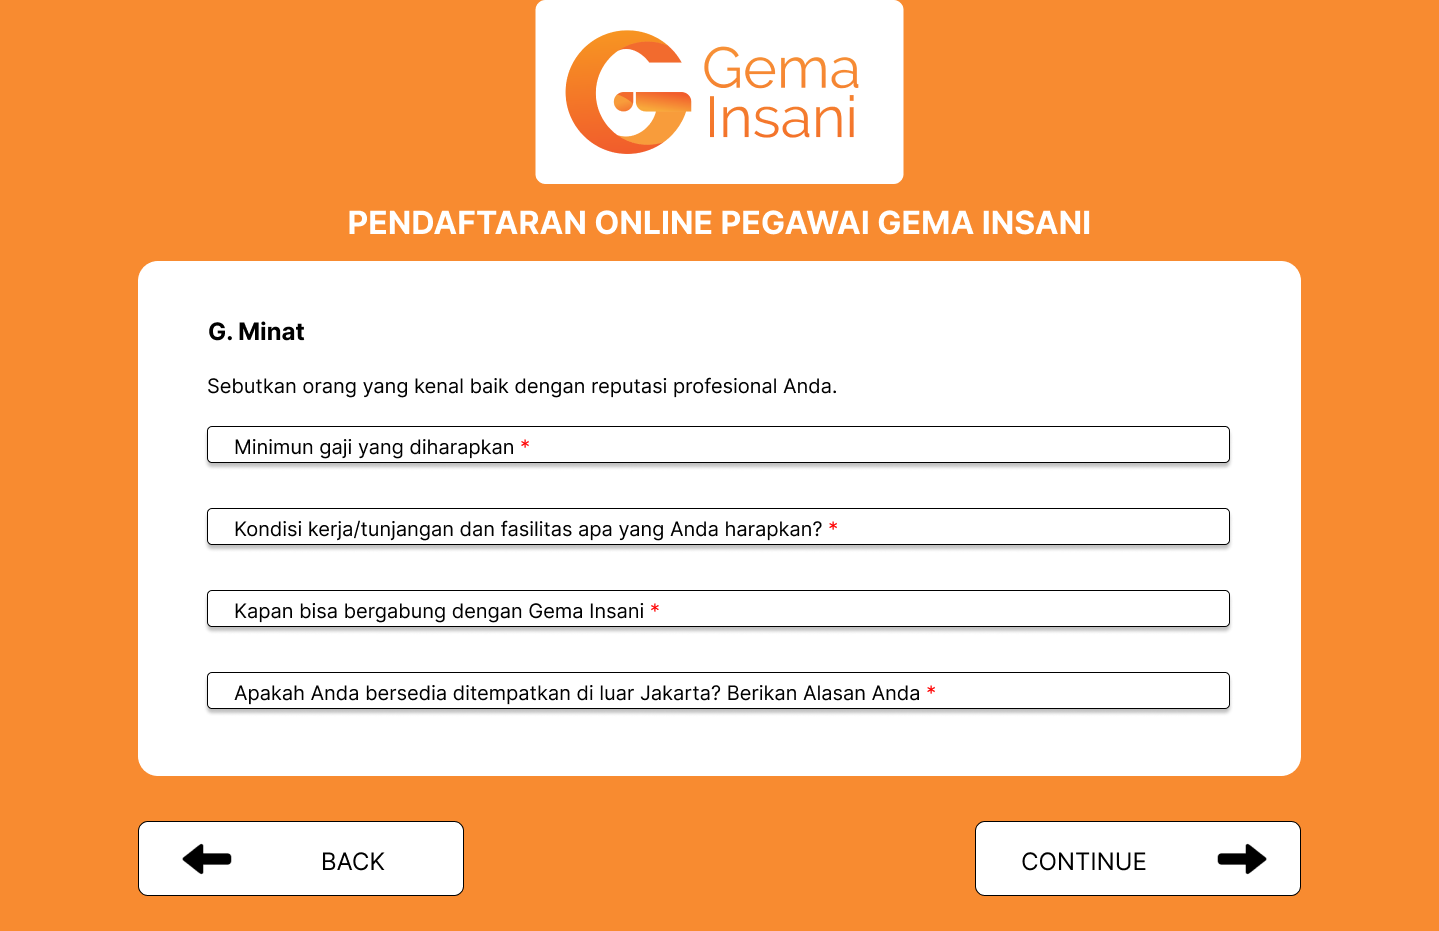 Gema
Insani
PENDAFTARAN ONLINE PEGAWAI GEMA INSANI
G. Minat
Sebutkan orang yang kenal baik dengan reputasi profesional Anda.
Minimun gaji yang diharapkan *
Kondisi kerja/tunjangan dan fasilitas apa yang Anda harapkan? *
Kapan bisa bergabung dengan Gema Insani *
Apakah Anda bersedia ditempatkan di luar Jakarta? Berikan Alasan Anda *
BACK
CONTINUE